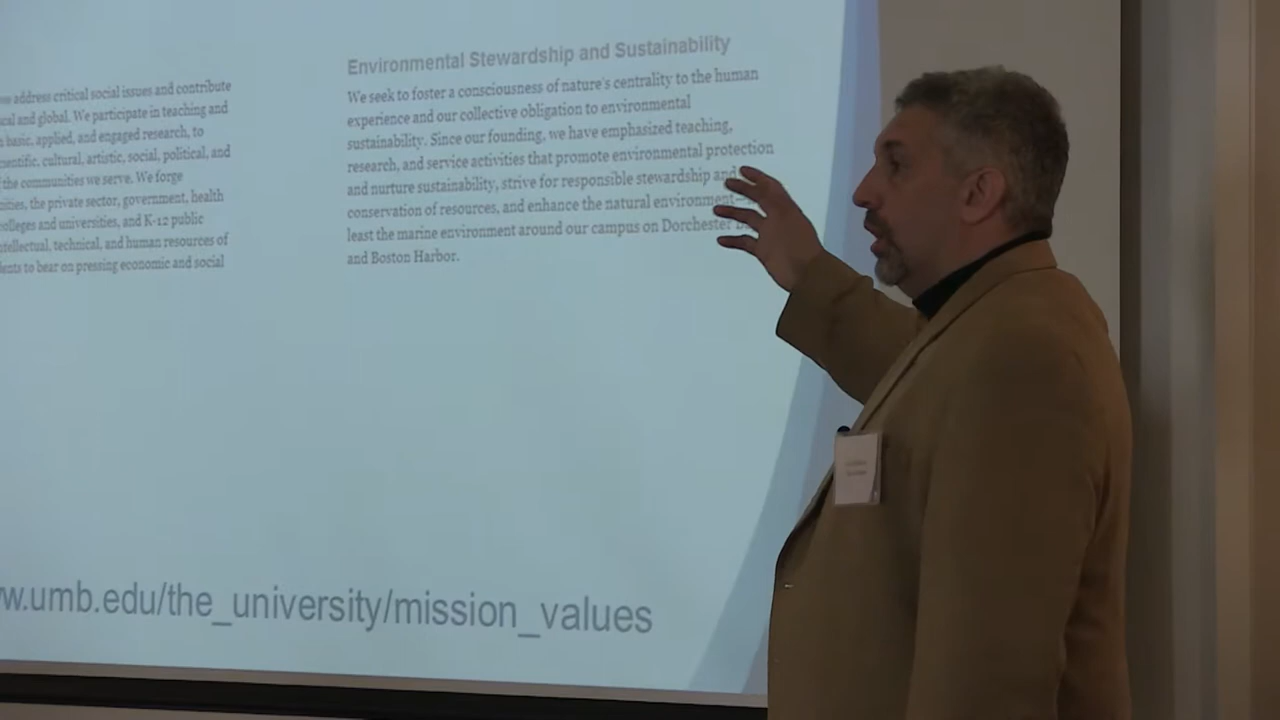 address critical social issues and contribute
and global. We participate in teaching and
basic, applied, and engaged research, to
cultural, artistic, social, political, and
the communities we serve. We forge
the private sector, government, health
colleges and universities, and K-12 public
intellectual, technical, and human resources of
to bear on pressing economic and social
Environmental Stewardship and Sustainability
We seek to foster a consciousness of nature's centrality to the human
experience and our collective obligation to environmental
sustainability. Since our founding, we have emphasized teaching,
research, and service activities that promote environmental protection
and nurture sustainability, strive for responsible stewardship and
conservation of resources, and enhance the natural environment—
least the marine environment around our campus on Dorchester
and Boston Harbor.
w.umb.edu/the_university/mission_values